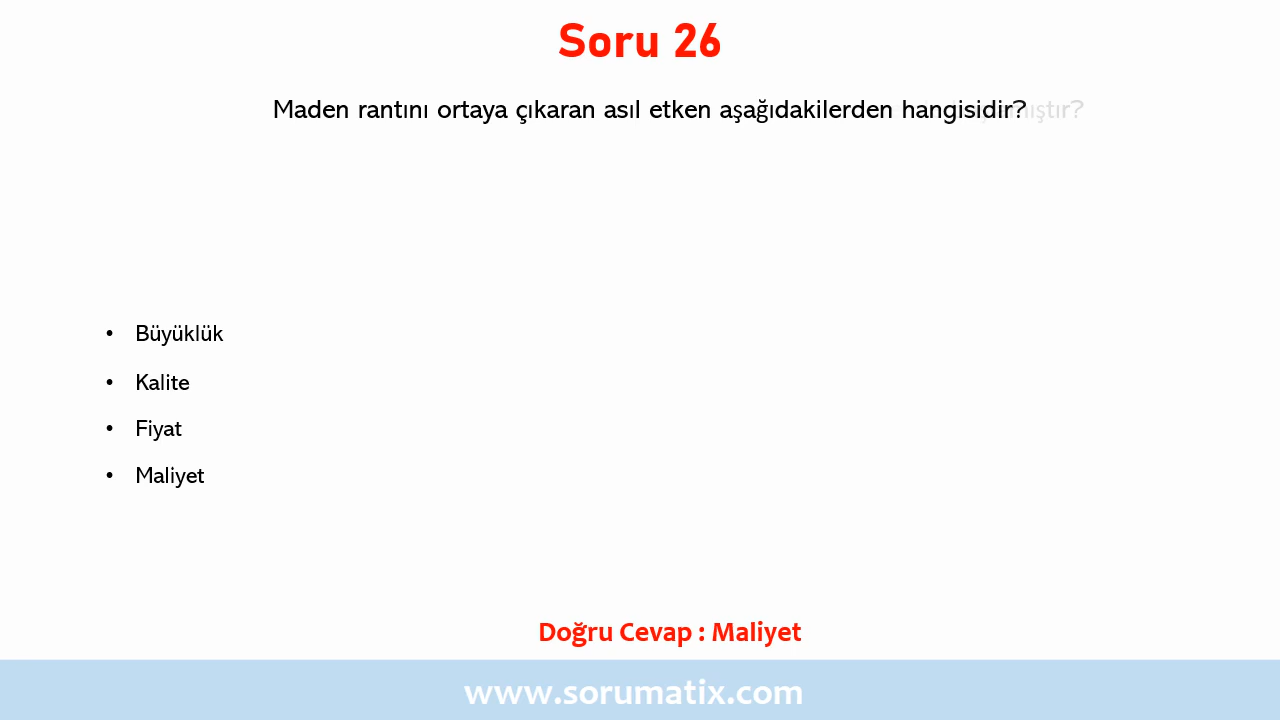 Soru 26
Maden rantını ortaya çıkaran asıl etken aşağıdakilerden hangisidir?
• Büyüklük
• Kalite
• Fiyat
• Maliyet
Doğru Cevap : Maliyet
www.sorumatix.com